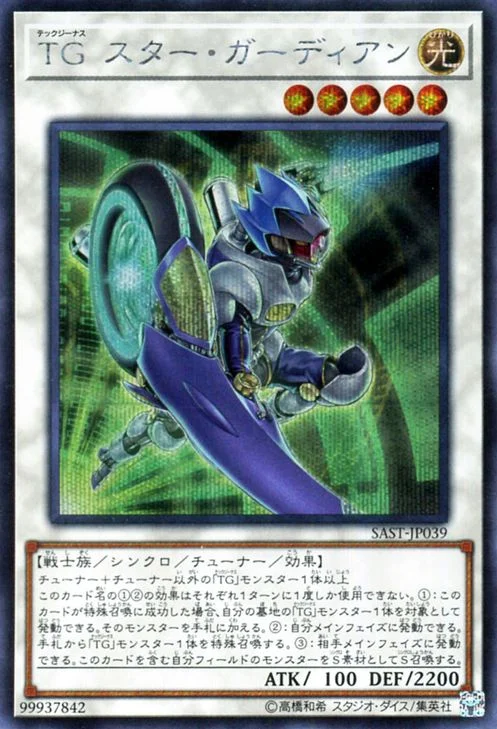 テックジーナス
TG スター・ガーディアン
ひかり
光
SAST-JP039
【戦士族／シンクロ／チューナー／効果】
チューナー＋チューナー以外の「TG」モンスター1体以上
このカード名の①②の効果はそれぞれ1ターンに1度しか使用できない。①：この
カードが特殊召喚に成功した場合、自分の墓地の「TG」モンスター1体を対象として
発動できる。そのモンスターを手札に加える。②：自分メインフェイズに発動できる。
手札から「TG」モンスター1体を特殊召喚する。③：相手メインフェイズに発動
できる。このカードを含む自分フィールドのモンスターをS素材としてS召喚する。
ATK/ 100 DEF/2200
99937842
©高橋和希 スタジオ・ダイス/集英社